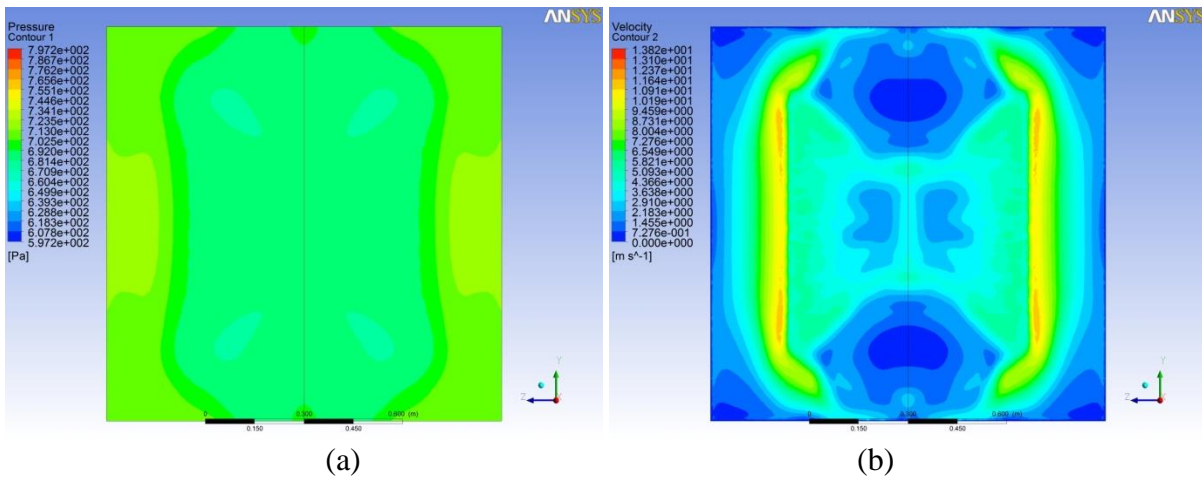 ANSYS
Pressure
Contour 1
7.972e+002
7.867e+002
7.762e+002
7.656e+002
7.551e+002
7.446e+002
7.341e+002
7.235e+002
7.130e+002
7.025e+002
6.920e+002
6.814e+002
6.709e+002
6.604e+002
6.499e+002
6.393e+002
6.288e+002
6.183e+002
6.078e+002
5.972e+002
[Pa]
Y
Z
X
0 0.300 0.600 (m)
0.150 0.450
(a)
ANSYS
Velocity
Contour 2
1.382e+001
1.310e+001
1.237e+001
1.164e+001
1.091e+001
1.019e+001
9.459e+000
8.731e+000
8.004e+000
7.276e+000
6.549e+000
5.821e+000
5.093e+000
4.366e+000
3.638e+000
2.910e+000
2.183e+000
1.455e+000
7.276e-001
0.000e+000
[m s^-1]
Y
Z
X
0 0.300 0.600 (m)
0.150 0.450
(b)